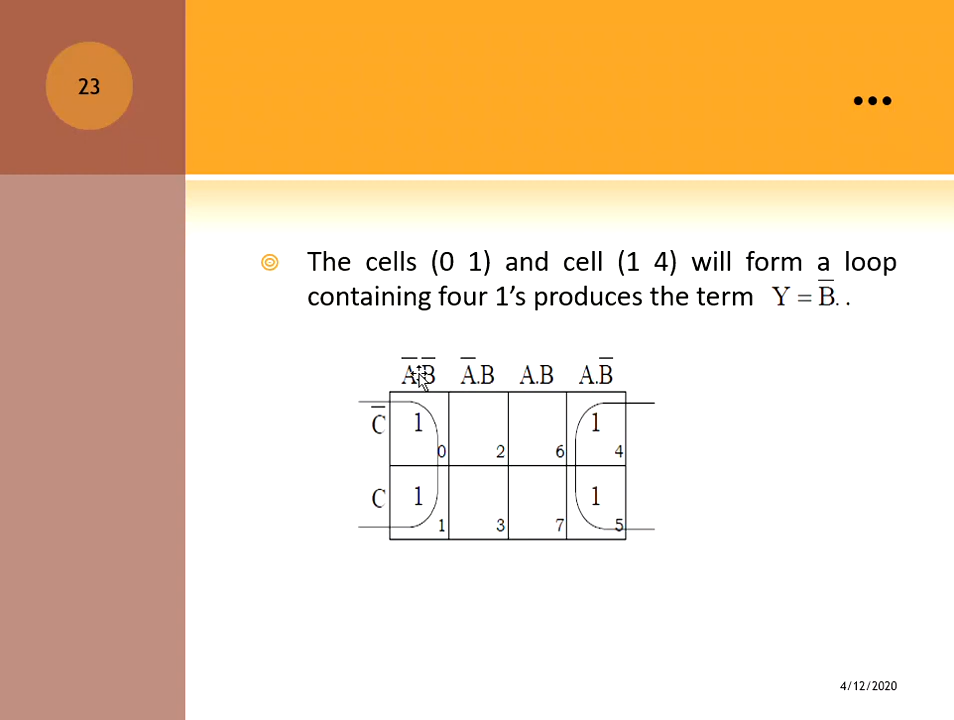 23
...
The cells (0 1) and cell (1 4) will form a loop
containing four 1's produces the term Y = B̅. .
A̅.B̅ A̅.B A.B A.B̅
C̅ 1 1
0 2 6 4
C 1 1
1 3 7 5
4/12/2020